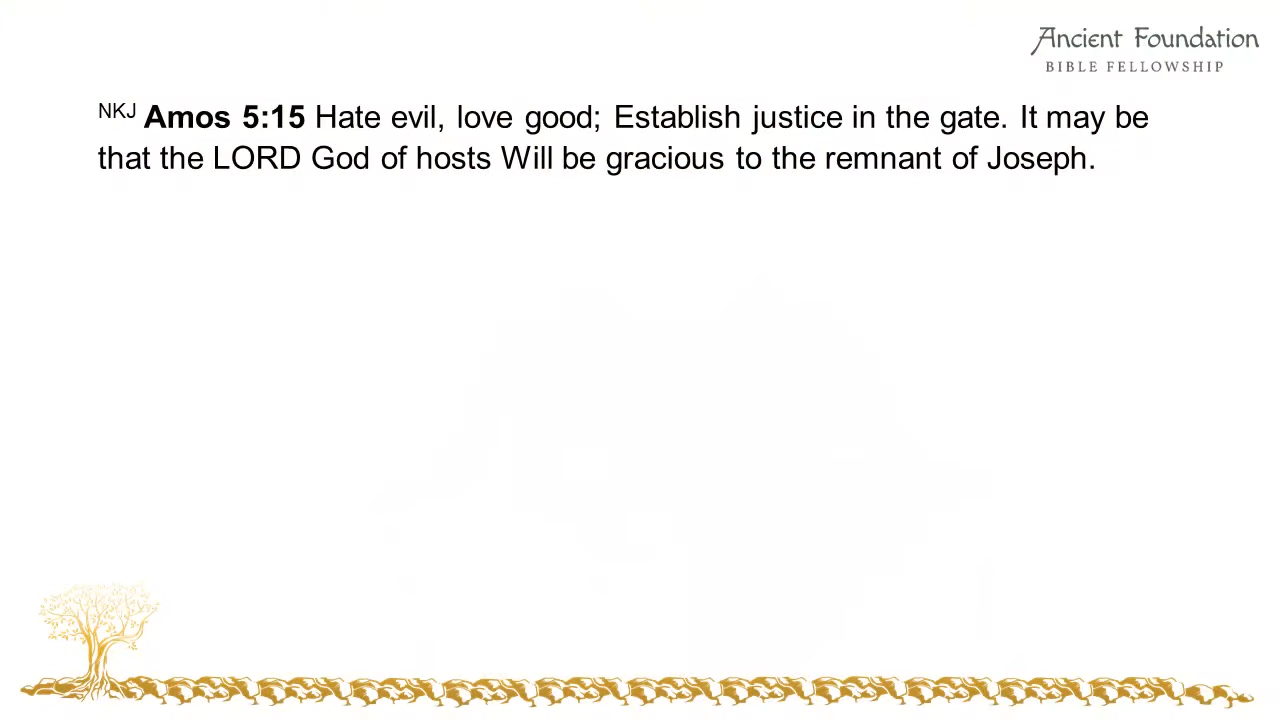 Ancient Foundation
BIBLE FELLOWSHIP
NKJ Amos 5:15 Hate evil, love good; Establish justice in the gate. It may be
that the LORD God of hosts Will be gracious to the remnant of Joseph.